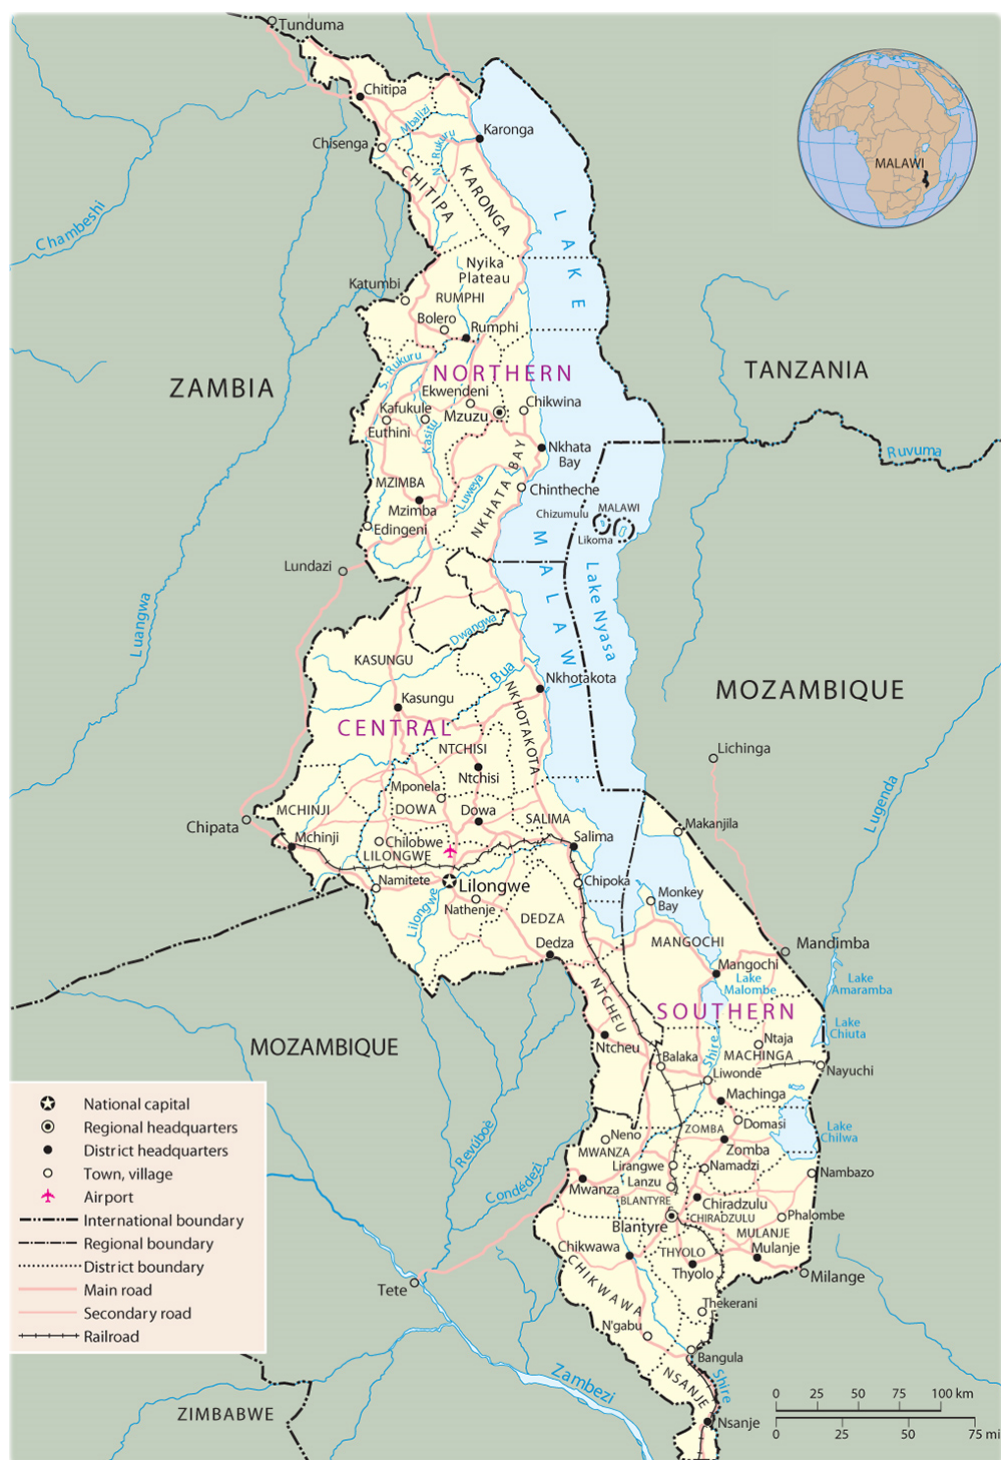 Tunduma
Chitipa
Mbalizi
Karonga
Chisenga
N. Rukuru
CHITIPA
KARONGA
MALAWI
Chambeshi
LAKE
MALAWI
Nyika
Plateau
Katumbi
RUMPHI
Bolero
Rumphi
S. Rukuru
ZAMBIA
NORTHERN
TANZANIA
Ekwendeni
Kafukule
Mzuzu
Chikwina
Euthini
Kasitu
Nkhata
Bay
Ruvuma
MZIMBA
Luweya
NKHATA BAY
Chintheche
Mzimba
Chizumulu
MALAWI
Edingeni
Likoma
Lundazi
Lake Nyasa
Luangwa
Dwangwa
KASUNGU
Bua
Nkhotakota
NKHOTAKOTA
Kasungu
MOZAMBIQUE
CENTRAL
NTCHISI
Lichinga
Ntchisi
Mponela
MCHINJI
DOWA
Dowa
SALIMA
Lugenda
Chipata
Mchinji
Chilobwe
LILONGWE
Salima
Makanjila
Namitete
Lilongwe
Chipoka
Monkey
Bay
Nathenje
Lilongwe
DEDZA
Dedza
MANGOCHI
Mandimba
Mangochi
Lake
Malombe
Lake
Amaramba
NTCHEU
SOUTHERN
Lake
Chiuta
MOZAMBIQUE
Ntcheu
Shire
Ntaja
Balaka
MACHINGA
Liwonde
Nayuchi
Machinga
Revúboè
Neno
ZOMBA
Domasi
Lake
Chilwa
MWANZA
Zomba
Lirangwe
Namadzi
Nambazo
Condédezi
Mwanza
Lanzu
BLANTYRE
Chiradzulu
Blantyre
CHIRADZULU
Phalombe
MULANJE
Chikwawa
THYOLO
Mulanje
Thyolo
Milange
CHIKWAWA
Tete
Thekerani
N'gabu
Bangula
Zambezi
NSANJE
Shire
ZIMBABWE
Nsanje
National capital
Regional headquarters
District headquarters
Town, village
Airport
International boundary
Regional boundary
District boundary
Main road
Secondary road
Railroad
0 25 50 75 100 km
0 25 50 75 mi